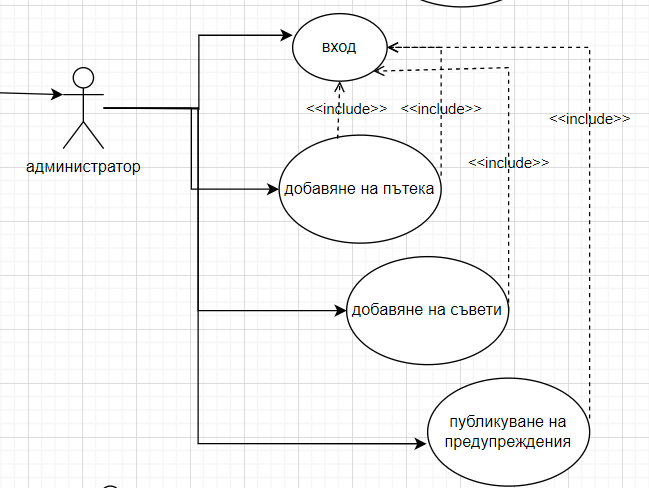 вход
<<include>>
<<include>>
<<include>>
<<include>>
администратор
добавяне на пътека
добавяне на съвети
публикуване на
предупреждения